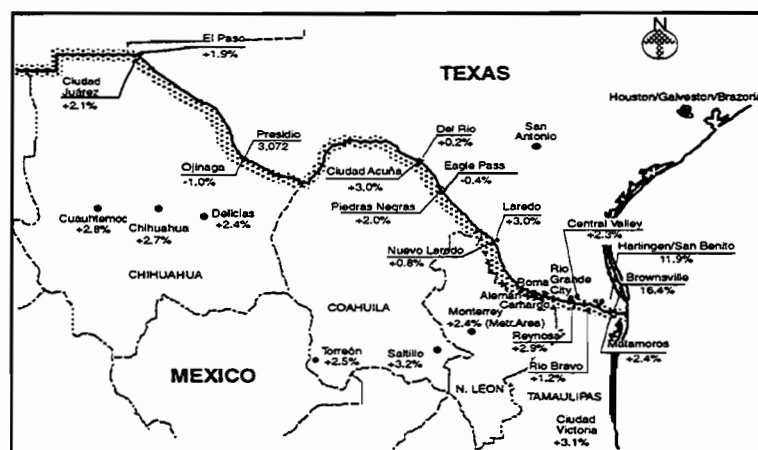 N
El Paso
+1.9%
TEXAS
Ciudad
Juárez
+2.1%
Houston/Galveston/Brazoria
Presidio
3,072
Del Rio
+0.2%
San
Antonio
Ojinaga
-1.0%
Ciudad Acuña
+3.0%
Eagle Pass
-0.4%
Piedras Negras
+2.0%
Laredo
+3.0%
Cuauhtemoc
+2.8%
Chihuahua
+2.7%
Delicias
+2.4%
Central Valley
+2.3%
Nuevo Laredo
+0.8%
Harlingen/San Benito
11.9%
CHIHUAHUA
Roma
Rio
Grande
City
Brownsville
16.4%
COAHUILA
Alemán
Camargo
Monterrey
+2.4% (Metr.Area)
Reynosa
+2.9%
Matamoros
+2.4%
Torreón
+2.5%
Saltillo
+3.2%
Rio Bravo
+1.2%
MEXICO
N. LEON
TAMAULIPAS
Ciudad
Victoria
+3.1%